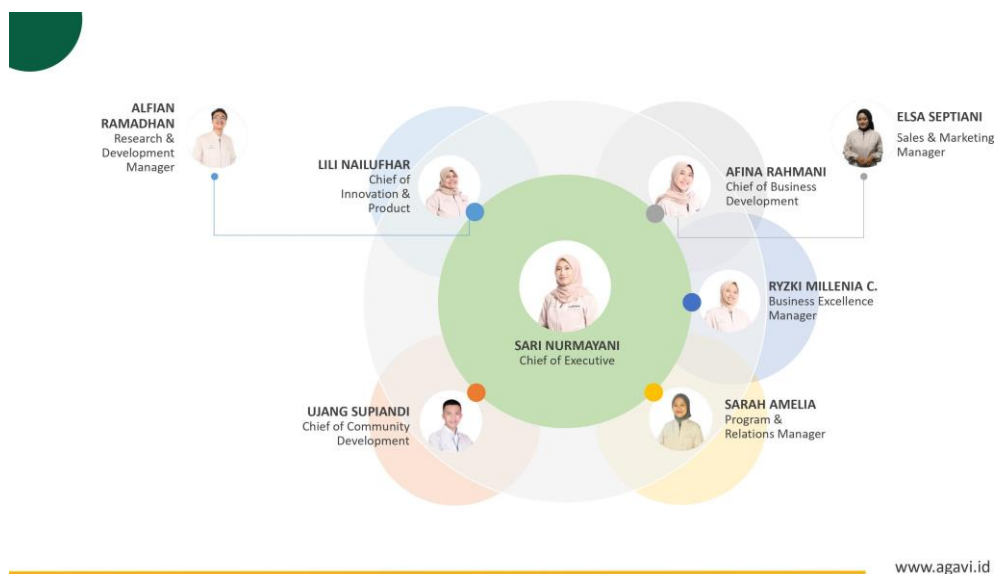 ALFIAN
RAMADHAN
Research &
Development
Manager
LILI NAILUFHAR
Chief of
Innovation &
Product
AFINA RAHMANI
Chief of Business
Development
ELSA SEPTIANI
Sales & Marketing
Manager
RYZKI MILLENIA C.
Business Excellence
Manager
SARI NURMAYANI
Chief of Executive
UJANG SUPIANDI
Chief of Community
Development
SARAH AMELIA
Program &
Relations Manager
www.agavi.id